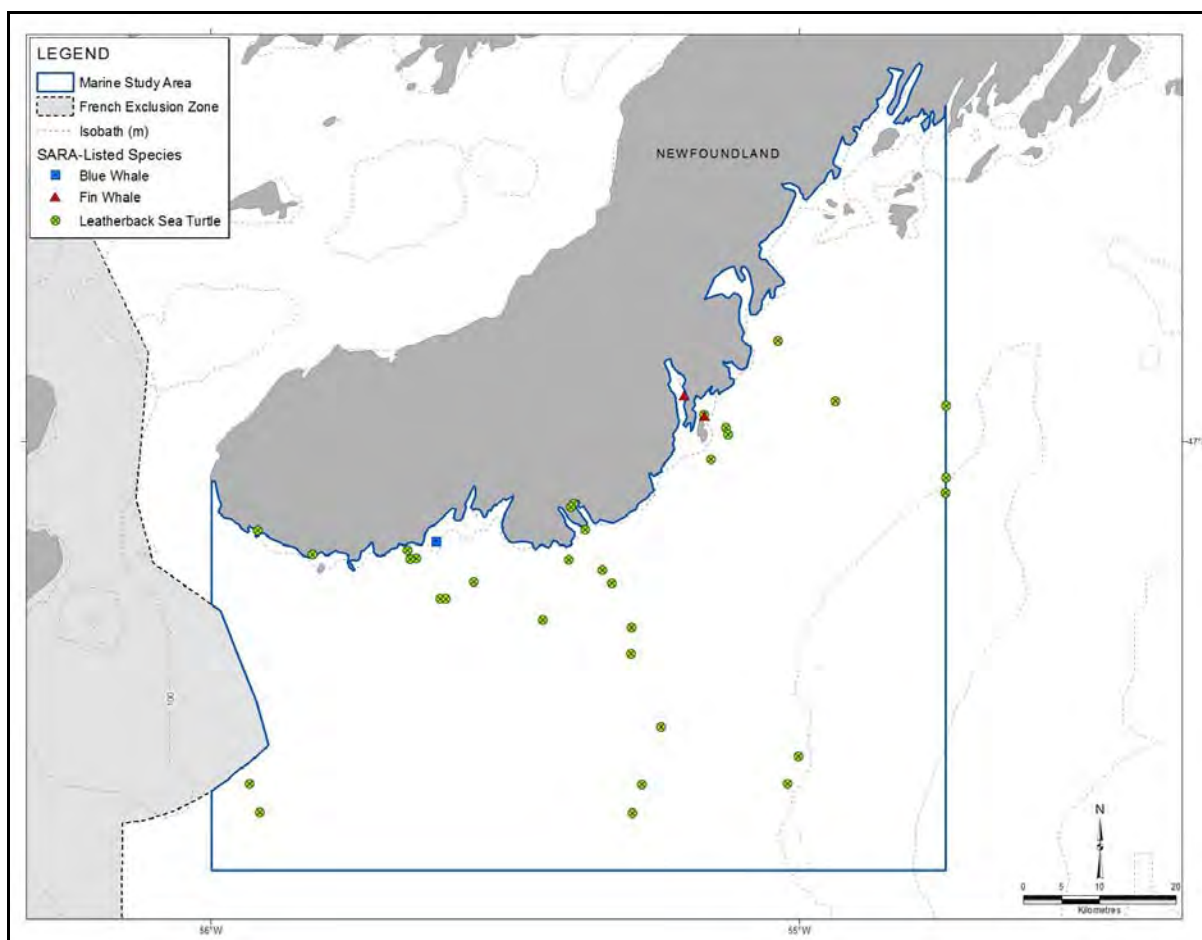 LEGEND
Marine Study Area
French Exclusion Zone
Isobath (m)
SARA-Listed Species
Blue Whale
Fin Whale
Leatherback Sea Turtle
NEWFOUNDLAND
47°
100
N
0 5 10 20
Kilometres
56°W
55°W